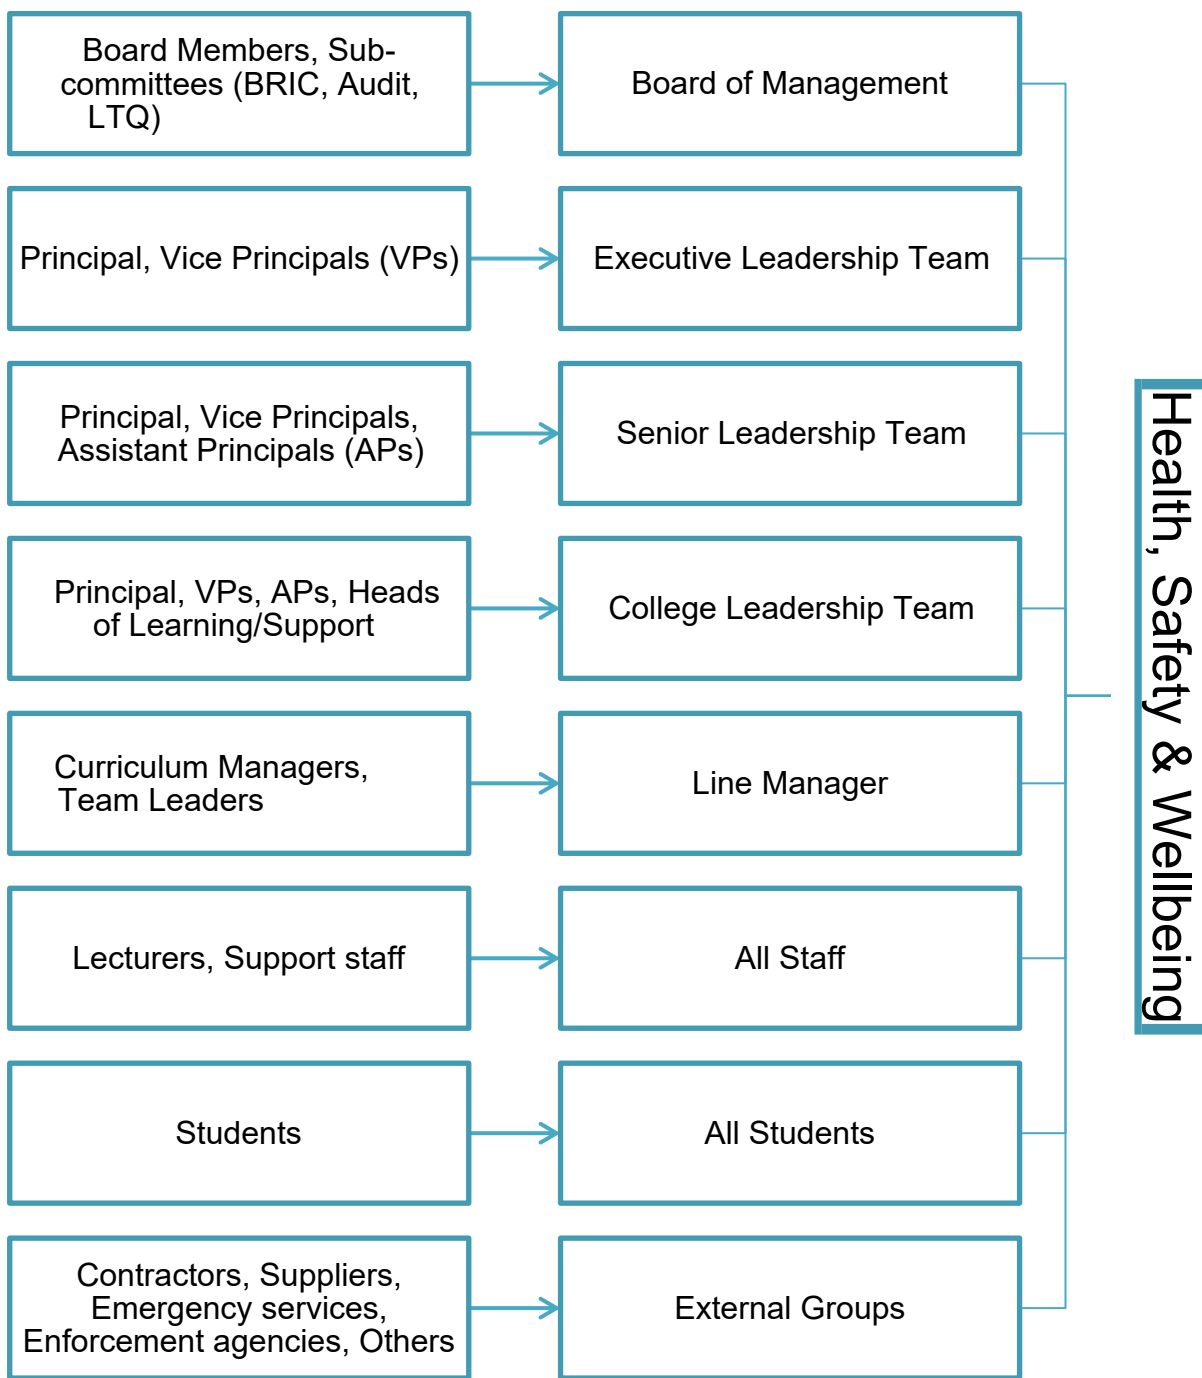 Board Members, Sub-
committees (BRIC, Audit,
LTQ)
Board of Management
Principal, Vice Principals (VPs)
Executive Leadership Team
Principal, Vice Principals,
Assistant Principals (APs)
Senior Leadership Team
Principal, VPs, APs, Heads
of Learning/Support
College Leadership Team
Curriculum Managers,
Team Leaders
Line Manager
Lecturers, Support staff
All Staff
Students
All Students
Contractors, Suppliers,
Emergency services,
Enforcement agencies, Others
External Groups
Health, Safety & Wellbeing